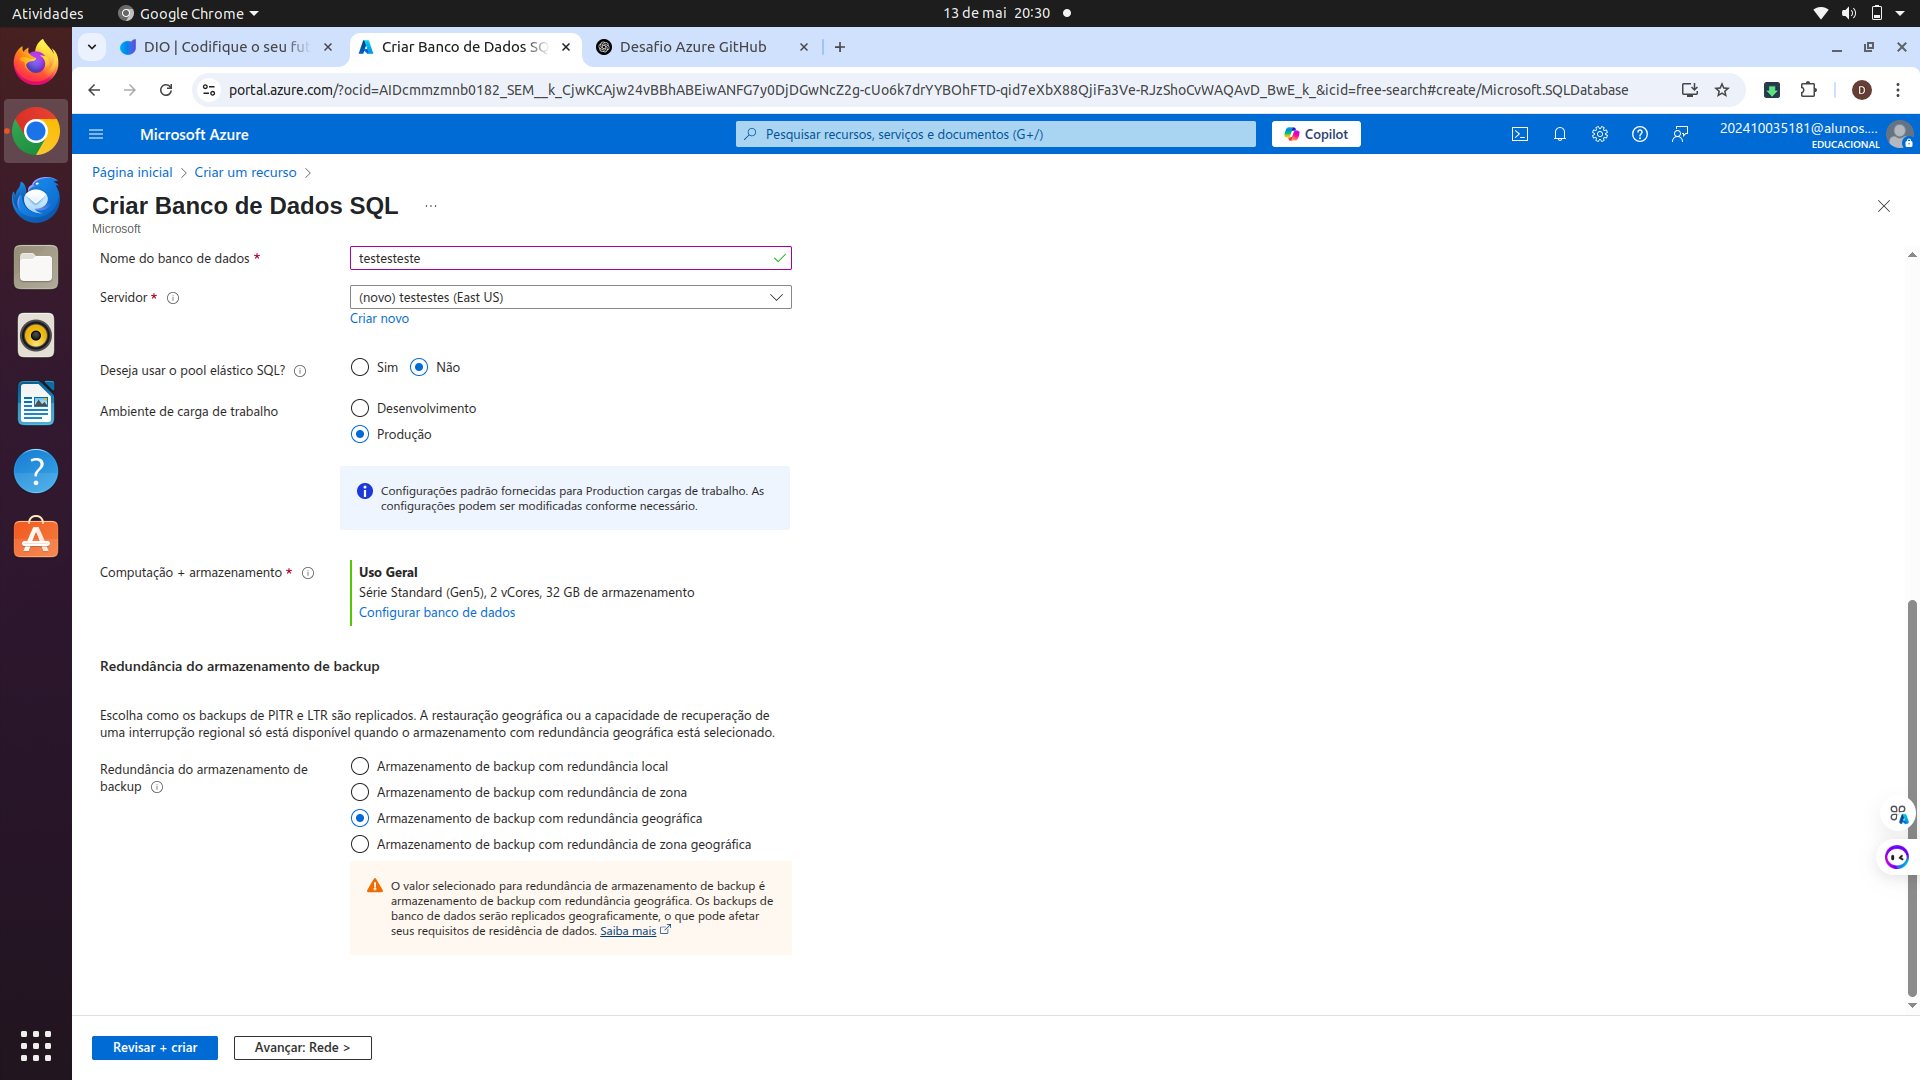 Atividades
Google Chrome
13 de mai 20:30
DIO | Codifique o seu fut
Criar Banco de Dados SQ
Desafio Azure GitHub
portal.azure.com/?ocid=AIDcmmzmnb0182_SEM__k_CjwKCAjw24vBBhABEiwANFG7y0DjDGwNcZ2g-cUo6k7drYYBOhFTD-qid7eXbX88QjiFa3Ve-RJzShoCvWAQAvD_BwE_k_&icid=free-search#create/Microsoft.SQLDatabase
D
Microsoft Azure
Pesquisar recursos, serviços e documentos (G+/)
Copilot
202410035181@alunos....
EDUCACIONAL
Página inicial > Criar um recurso >
Criar Banco de Dados SQL ...
Microsoft
Nome do banco de dados *
testesteste
Servidor *
(novo) testestes (East US)
Criar novo
Deseja usar o pool elástico SQL?
Sim Não
Ambiente de carga de trabalho
Desenvolvimento
Produção
Configurações padrão fornecidas para Production cargas de trabalho. As
configurações podem ser modificadas conforme necessário.
Computação + armazenamento *
Uso Geral
Série Standard (Gen5), 2 vCores, 32 GB de armazenamento
Configurar banco de dados
Redundância do armazenamento de backup
Escolha como os backups de PITR e LTR são replicados. A restauração geográfica ou a capacidade de recuperação de
uma interrupção regional só está disponível quando o armazenamento com redundância geográfica está selecionado.
Redundância do armazenamento de
backup
Armazenamento de backup com redundância local
Armazenamento de backup com redundância de zona
Armazenamento de backup com redundância geográfica
Armazenamento de backup com redundância de zona geográfica
O valor selecionado para redundância de armazenamento de backup é
armazenamento de backup com redundância geográfica. Os backups de
banco de dados serão replicados geograficamente, o que pode afetar
seus requisitos de residência de dados. Saiba mais
Revisar + criar
Avançar: Rede >